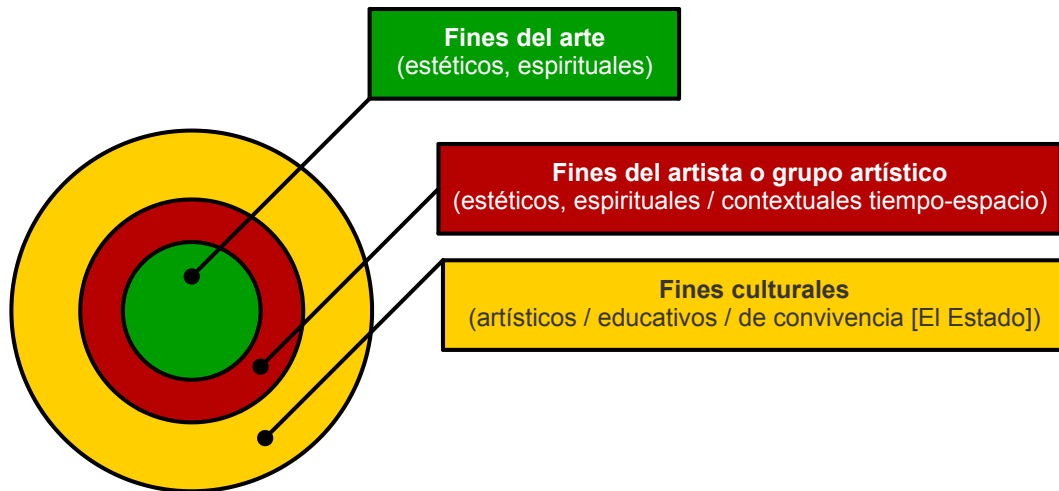 Fines del arte
(estéticos, espirituales)
Fines del artista o grupo artístico
(estéticos, espirituales / contextuales tiempo-espacio)
Fines culturales
(artísticos / educativos / de convivencia [El Estado])